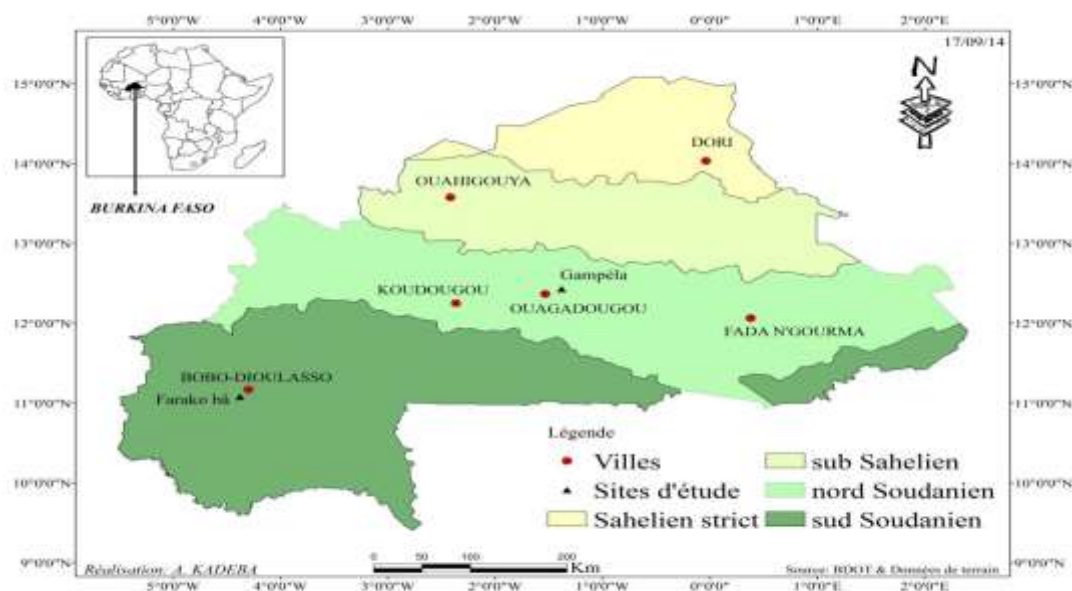 5°0'0"W 4°0'0"W 3°0'0"W 2°0'0"W 1°0'0"W 0°0'0" 1°0'0"E 2°0'0"E
17/09/14
N
15°0'0"N 15°0'0"N
14°0'0"N 14°0'0"N
13°0'0"N 13°0'0"N
12°0'0"N 12°0'0"N
11°0'0"N 11°0'0"N
10°0'0"N 10°0'0"N
9°0'0"N 9°0'0"N
BURKINA FASO
DORI
OUAHIGOUYA
Gampéla
KOUDOUGOU
OUAGADOUGOU
FADA N'GOURMA
BOBO-DIOULASSO
Farako bâ
Légende
Villes
Sites d'étude
Sahelien strict
sub Sahelien
nord Soudanien
sud Soudanien
0 50 100 200
Km
Réalisation: A. KADEBA
Source: BDOT & Données de terrain
5°0'0"W 4°0'0"W 3°0'0"W 2°0'0"W 1°0'0"W 0°0'0" 1°0'0"E 2°0'0"E